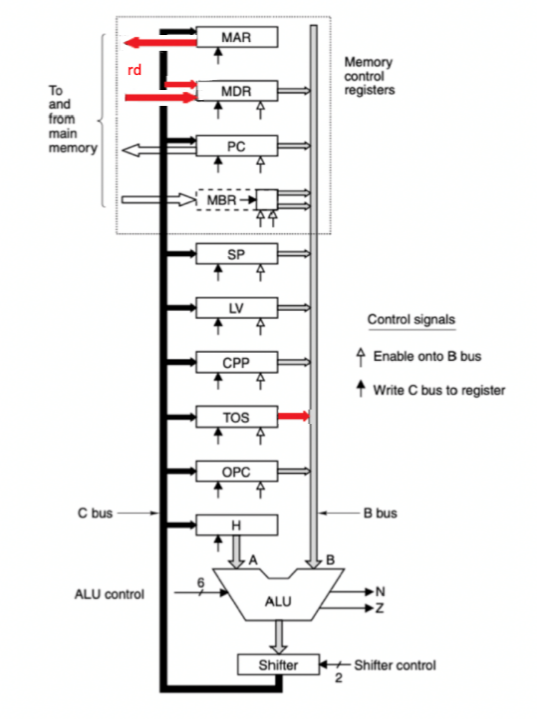 MAR
rd
MDR
Memory
control
registers
To
and
from
main
memory
PC
MBR
SP
LV
Control signals
Enable onto B bus
CPP
Write C bus to register
TOS
OPC
C bus
B bus
H
A
B
6
ALU control
ALU
N
Z
Shifter
Shifter control
2